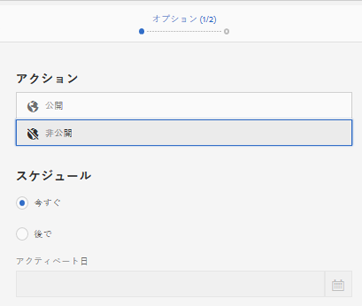 オプション (1/2)
アクション
公開
非公開
スケジュール
今すぐ
後で
アクティベート日